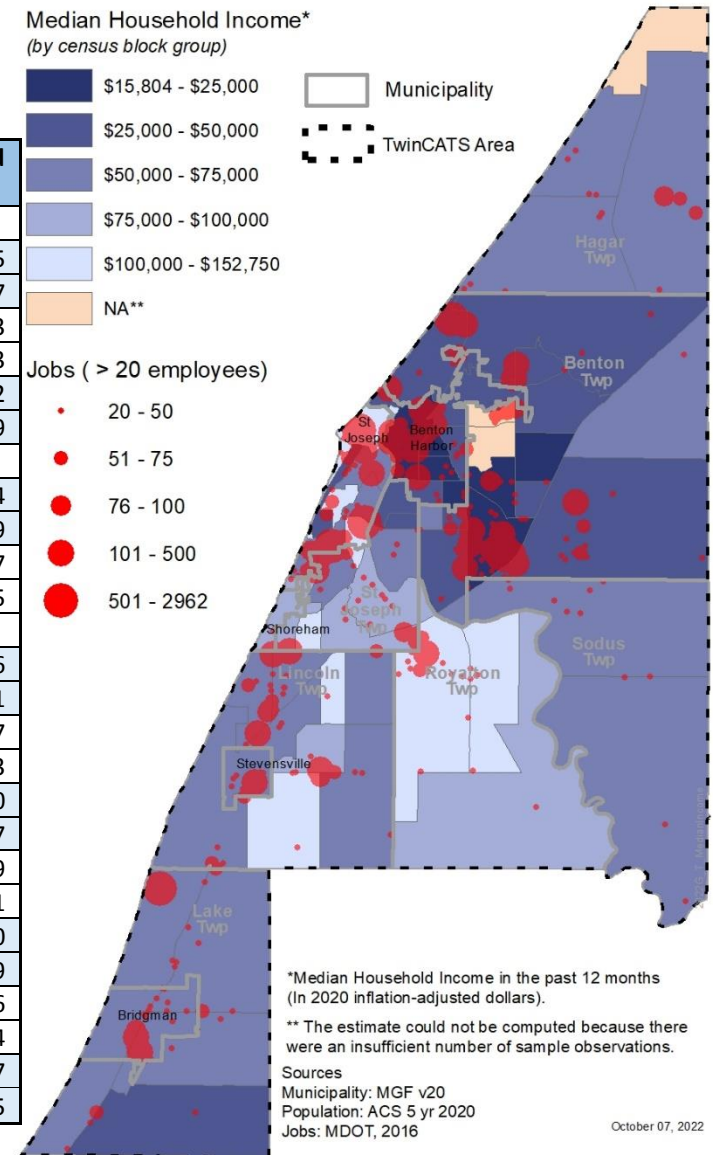 Median Household Income*
(by census block group)
$15,804 - $25,000
$25,000 - $50,000
$50,000 - $75,000
$75,000 - $100,000
$100,000 - $152,750
NA**
Municipality
TwinCATS Area
Jobs ( > 20 employees)
20 - 50
51 - 75
76 - 100
101 - 500
501 - 2962
Hagar
Twp
Benton
Twp
St
Joseph
Benton
Harbor
St
Joseph
Twp
Shoreham
Sodus
Twp
Lincoln
Twp
Royalton
Twp
Stevensville
Lake
Twp
Bridgman
*Median Household Income in the past 12 months
(In 2020 inflation-adjusted dollars).
** The estimate could not be computed because there
were an insufficient number of sample observations.
Sources
Municipality: MGF v20
Population: ACS 5 yr 2020
Jobs: MDOT, 2016
October 07, 2022